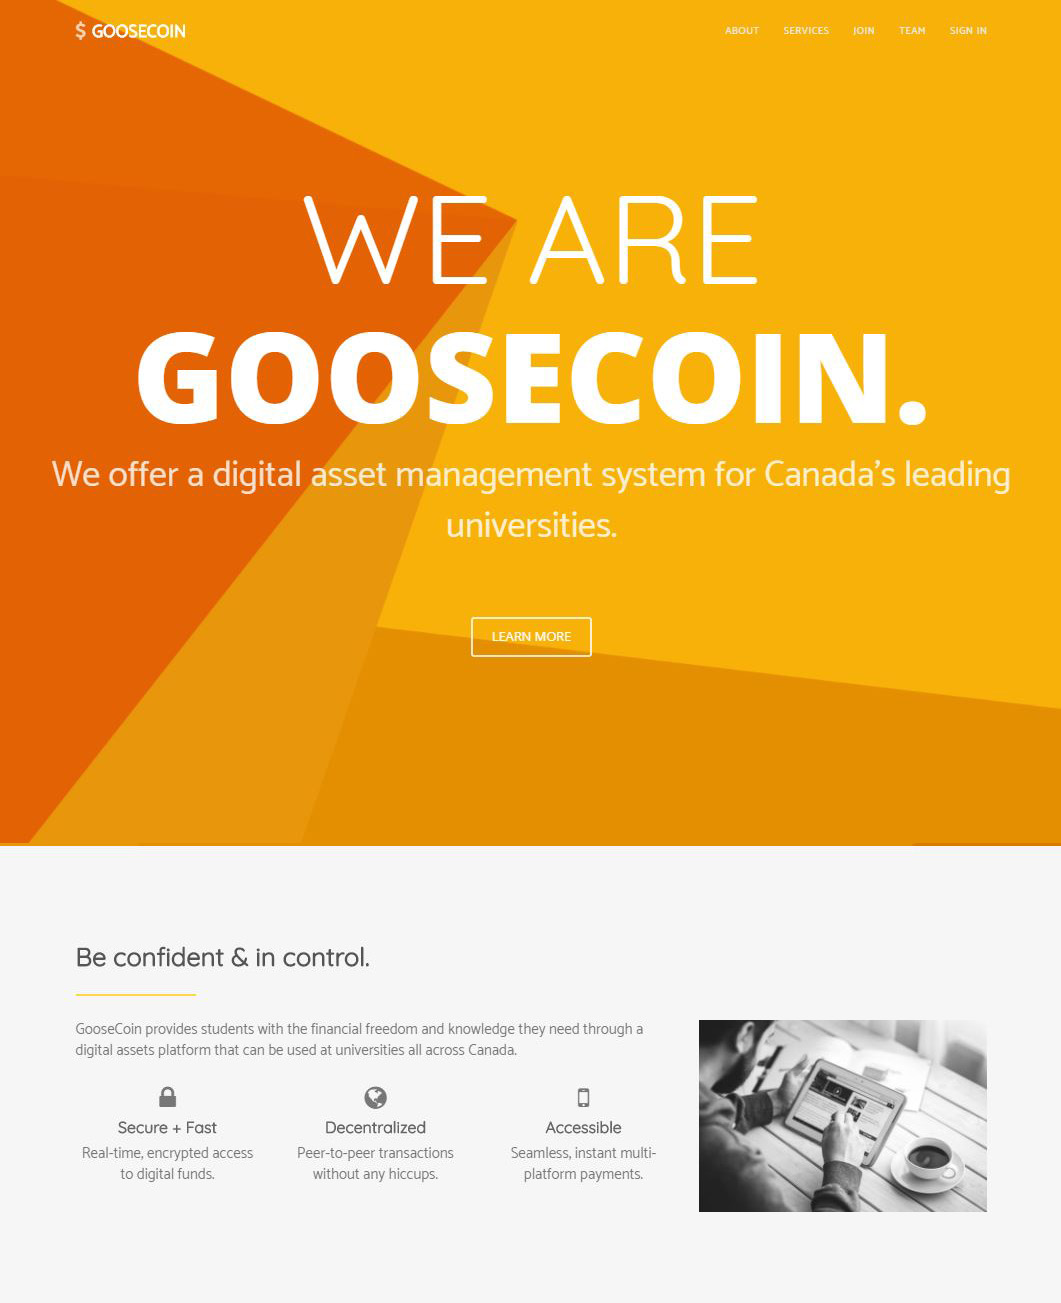 $ GOOSECOIN
ABOUT SERVICES JOIN TEAM SIGN IN
WE ARE
GOOSECOIN.
We offer a digital asset management system for Canada’s leading
universities.
LEARN MORE
Be confident & in control.
GooseCoin provides students with the financial freedom and knowledge they need through a
digital assets platform that can be used at universities all across Canada.
Secure + Fast
Real-time, encrypted access
to digital funds.
Decentralized
Peer-to-peer transactions
without any hiccups.
Accessible
Seamless, instant multi-
platform payments.